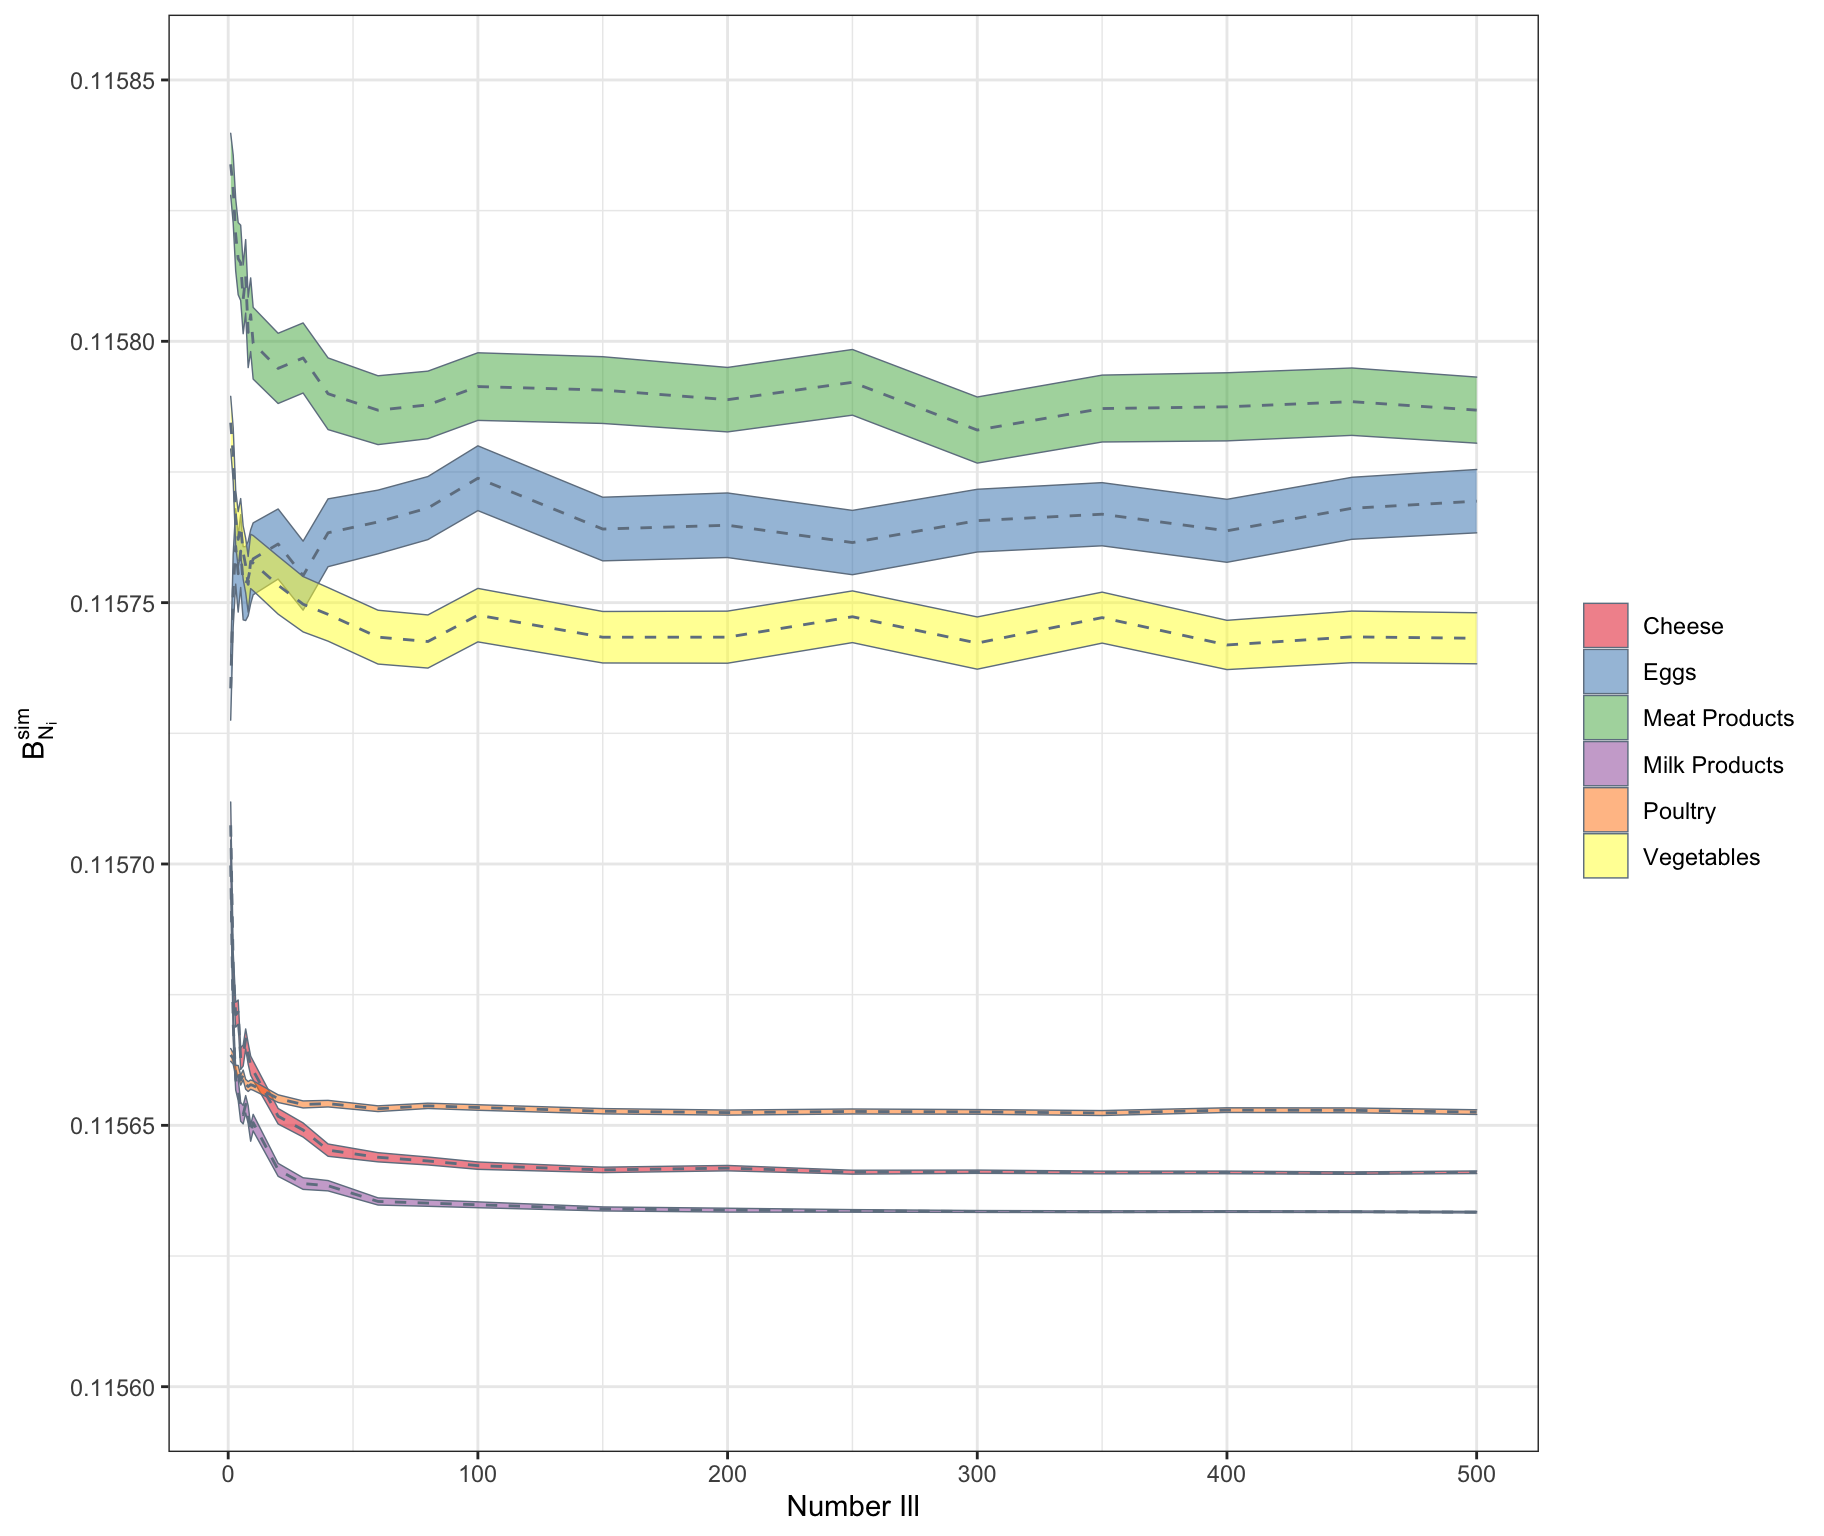 0.11585
0.11580
0.11575
0.11570
0.11565
0.11560
B^{sim}_{N_i}
0 100 200 300 400 500
Number Ill
Cheese
Eggs
Meat Products
Milk Products
Poultry
Vegetables